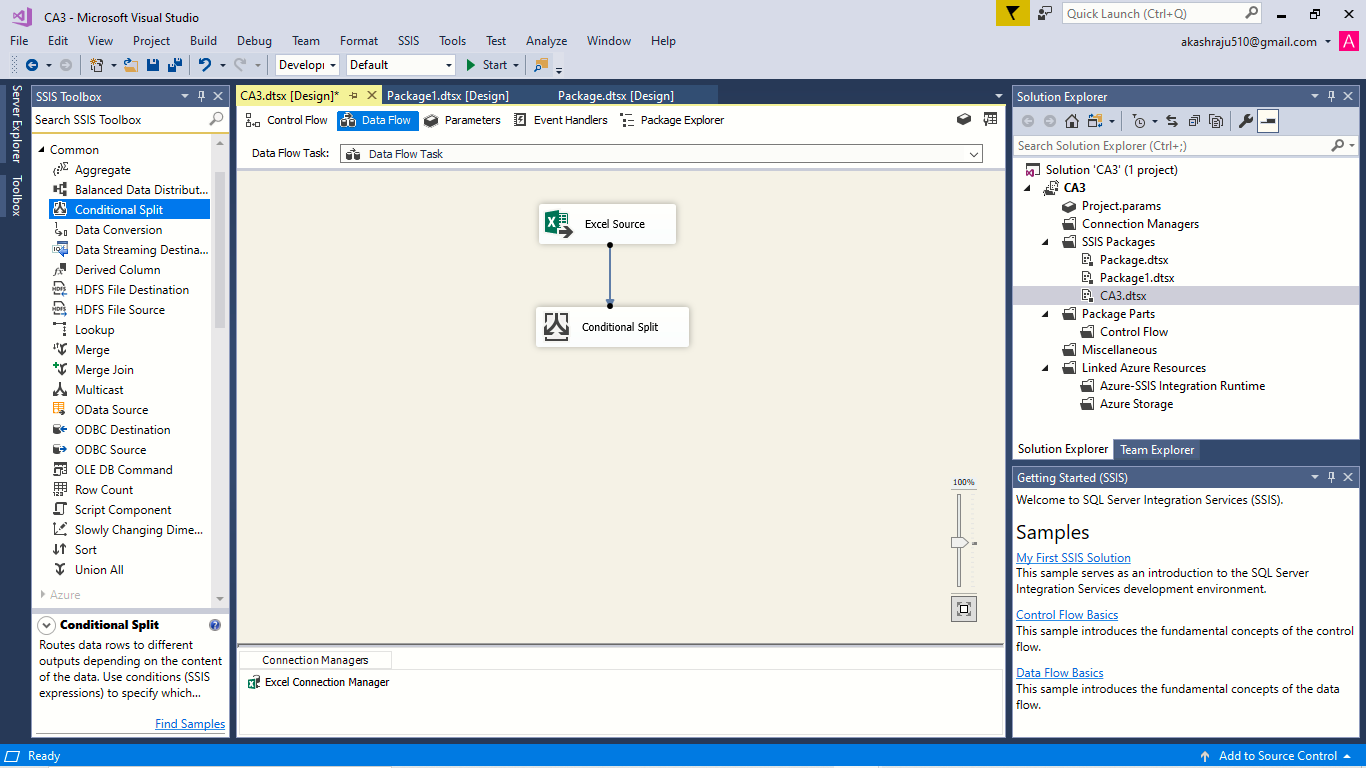 CA3 - Microsoft Visual Studio
Quick Launch (Ctrl+Q)
File Edit View Project Build Debug Team Format SSIS Tools Test Analyze Window Help
akashraju510@gmail.com
A
Develop
Default
Start
Server Explorer
Toolbox
SSIS Toolbox
Search SSIS Toolbox
Common
Aggregate
Balanced Data Distribut...
Conditional Split
Data Conversion
Data Streaming Destina...
Derived Column
HDFS File Destination
HDFS File Source
Lookup
Merge
Merge Join
Multicast
OData Source
ODBC Destination
ODBC Source
OLE DB Command
Row Count
Script Component
Slowly Changing Dime...
Sort
Union All
Azure
Conditional Split
Routes data rows to different
outputs depending on the content
of the data. Use conditions (SSIS
expressions) to specify which...
Find Samples
CA3.dtsx [Design]*
Package1.dtsx [Design]
Package.dtsx [Design]
Control Flow
Data Flow
Parameters
Event Handlers
Package Explorer
Data Flow Task:
Data Flow Task
Excel Source
Conditional Split
100%
Connection Managers
Excel Connection Manager
Solution Explorer
Search Solution Explorer (Ctrl+;)
Solution 'CA3' (1 project)
CA3
Project.params
Connection Managers
SSIS Packages
Package.dtsx
Package1.dtsx
CA3.dtsx
Package Parts
Control Flow
Miscellaneous
Linked Azure Resources
Azure-SSIS Integration Runtime
Azure Storage
Solution Explorer
Team Explorer
Getting Started (SSIS)
Welcome to SQL Server Integration Services (SSIS).
Samples
My First SSIS Solution
This sample serves as an introduction to the SQL Server
Integration Services development environment.
Control Flow Basics
This sample introduces the fundamental concepts of the control
flow.
Data Flow Basics
This sample introduces the fundamental concepts of the data
flow.
Ready
Add to Source Control